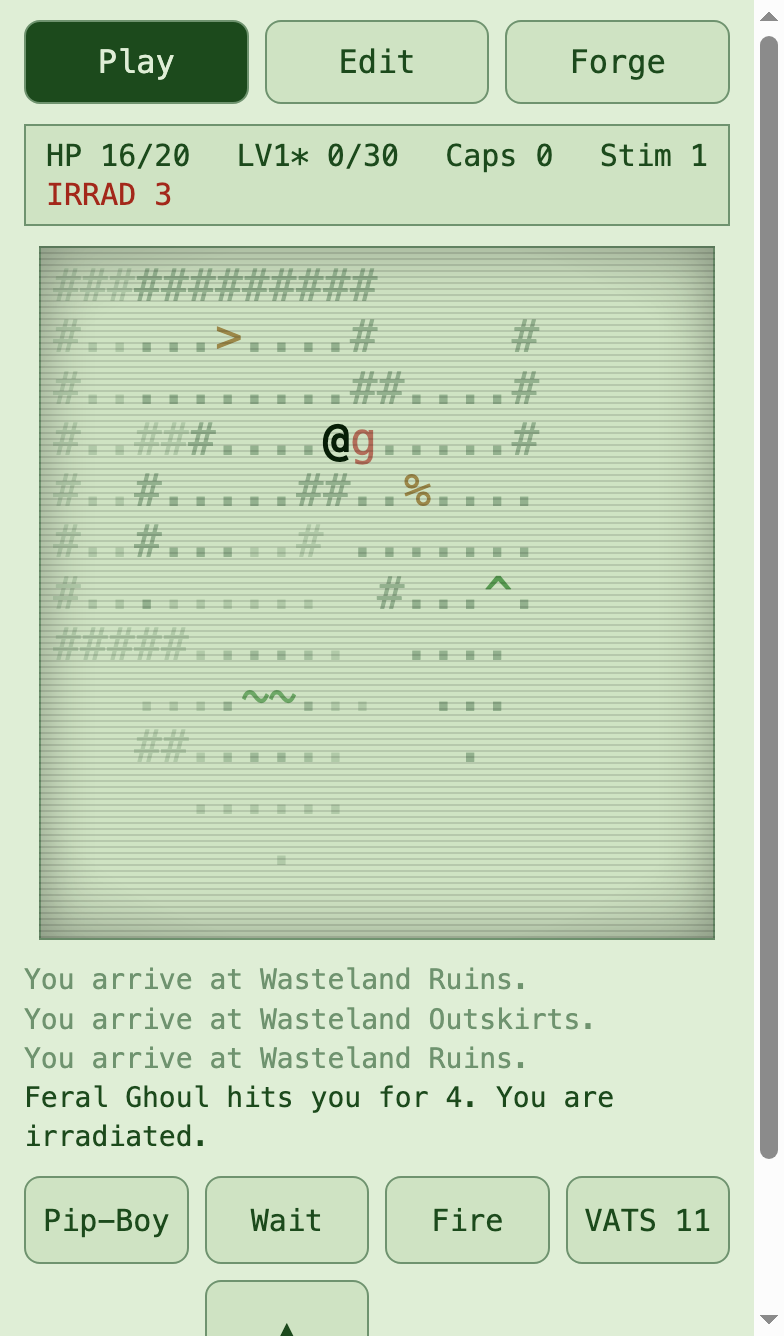 Play Edit Forge
HP 16/20 LV1* 0/30 Caps 0 Stim 1
IRRAD 3
############
#.....>....#     #
#..........##....#
#..###....@g.....#
#..#.....##..%....
#..#.....# .......
#.........  #...^.
#####......  ....
   ....~~...  ...
   ##......    .
     ......
        .
You arrive at Wasteland Ruins.
You arrive at Wasteland Outskirts.
You arrive at Wasteland Ruins.
Feral Ghoul hits you for 4. You are
irradiated.
Pip-Boy Wait Fire VATS 11
▲